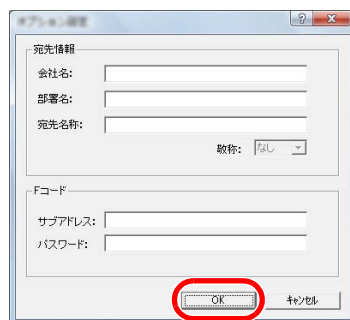 オプション設定
宛先情報
会社名:
部署名:
宛先名称:
敬称: なし
Fコード
サブアドレス:
パスワード:
OK キャンセル